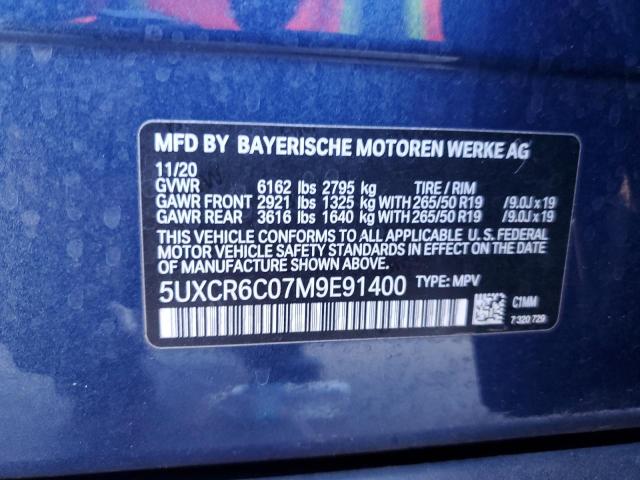 MFD BY BAYERISCHE MOTOREN WERKE AG
11/20
GVWR 6162 lbs 2795 kg TIRE / RIM
GAWR FRONT 2921 lbs 1325 kg WITH 265/50 R19 /9.0J x 19
GAWR REAR 3616 lbs 1640 kg WITH 265/50 R19 /9.0J x 19
THIS VEHICLE CONFORMS TO ALL APPLICABLE U. S. FEDERAL
MOTOR VEHICLE SAFETY STANDARDS IN EFFECT ON THE DATE
OF MANUFACTURE SHOWN ABOVE.
5UXCR6C07M9E91400 TYPE: MPV
C1MM
7 320 729